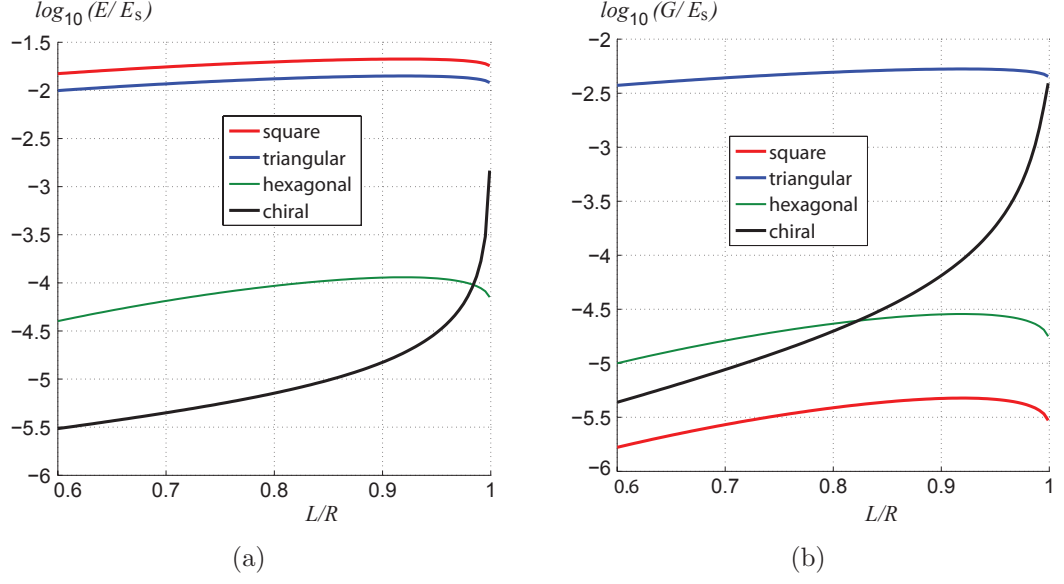 log10 (E/Es)
-1.5
-2
-2.5
-3
-3.5
-4
-4.5
-5
-5.5
-6
0.6 0.7 0.8 0.9 1
L/R
square
triangular
hexagonal
chiral
(a)
log10 (G/Es)
-2
-2.5
-3
-3.5
-4
-4.5
-5
-5.5
-6
0.6 0.7 0.8 0.9 1
L/R
square
triangular
hexagonal
chiral
(b)